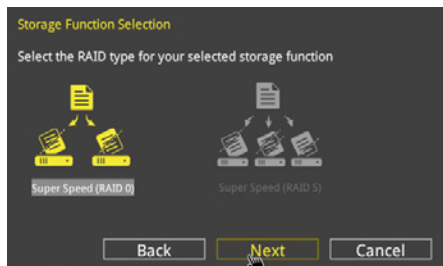 Storage Function Selection
Select the RAID type for your selected storage function
Super Speed (RAID 0)
Super Speed (RAID 5)
Back
Next
Cancel